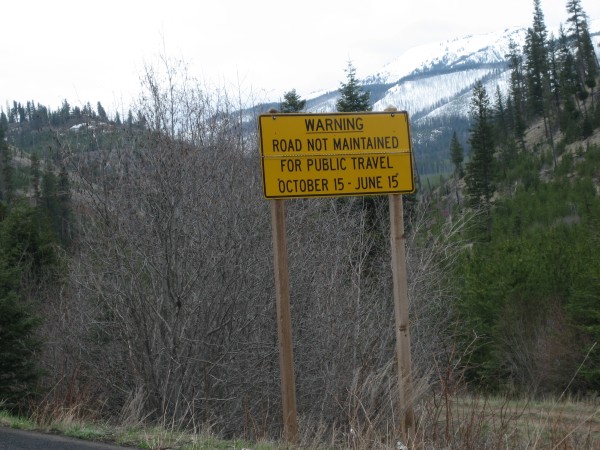 WARNING
ROAD NOT MAINTAINED
FOR PUBLIC TRAVEL
OCTOBER 15 - JUNE 15